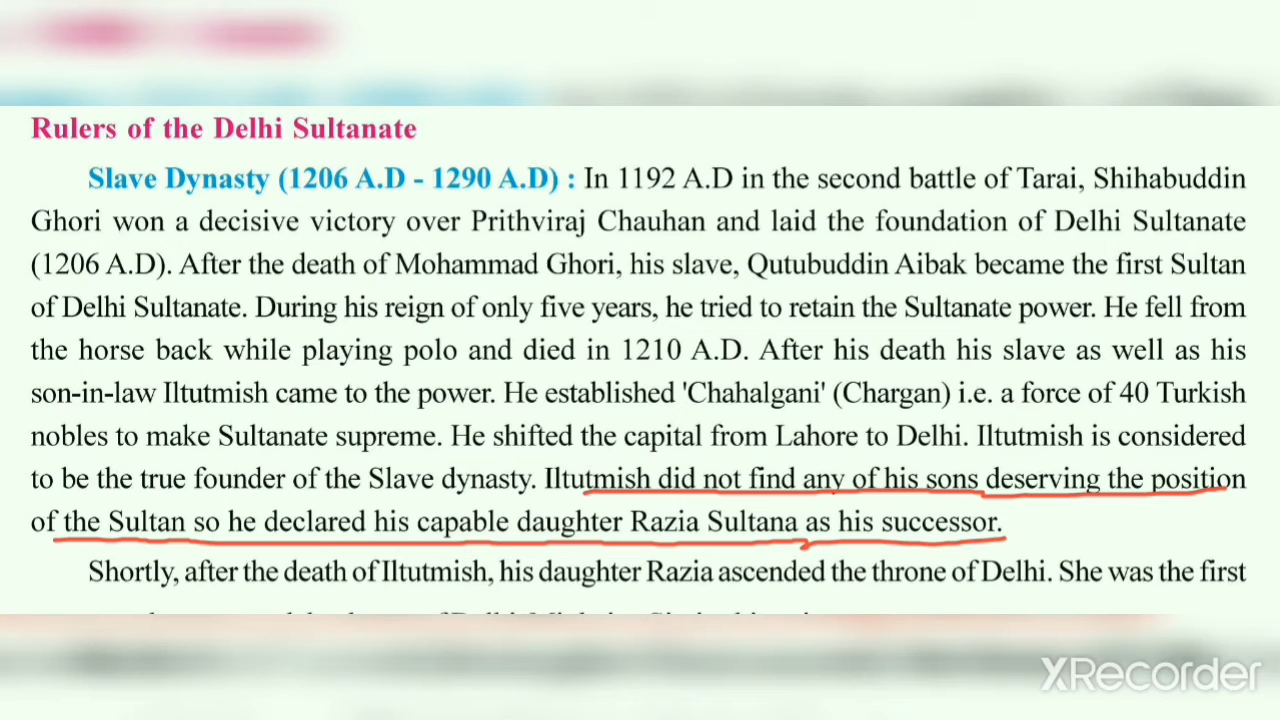 Rulers of the Delhi Sultanate
Slave Dynasty (1206 A.D - 1290 A.D) : In 1192 A.D in the second battle of Tarai, Shihabuddin
Ghori won a decisive victory over Prithviraj Chauhan and laid the foundation of Delhi Sultanate
(1206 A.D). After the death of Mohammad Ghori, his slave, Qutubuddin Aibak became the first Sultan
of Delhi Sultanate. During his reign of only five years, he tried to retain the Sultanate power. He fell from
the horse back while playing polo and died in 1210 A.D. After his death his slave as well as his
son-in-law Iltutmish came to the power. He established 'Chahalgani' (Chargan) i.e. a force of 40 Turkish
nobles to make Sultanate supreme. He shifted the capital from Lahore to Delhi. Iltutmish is considered
to be the true founder of the Slave dynasty. Iltutmish did not find any of his sons deserving the position
of the Sultan so he declared his capable daughter Razia Sultana as his successor.
Shortly, after the death of Iltutmish, his daughter Razia ascended the throne of Delhi. She was the first
XRecorder